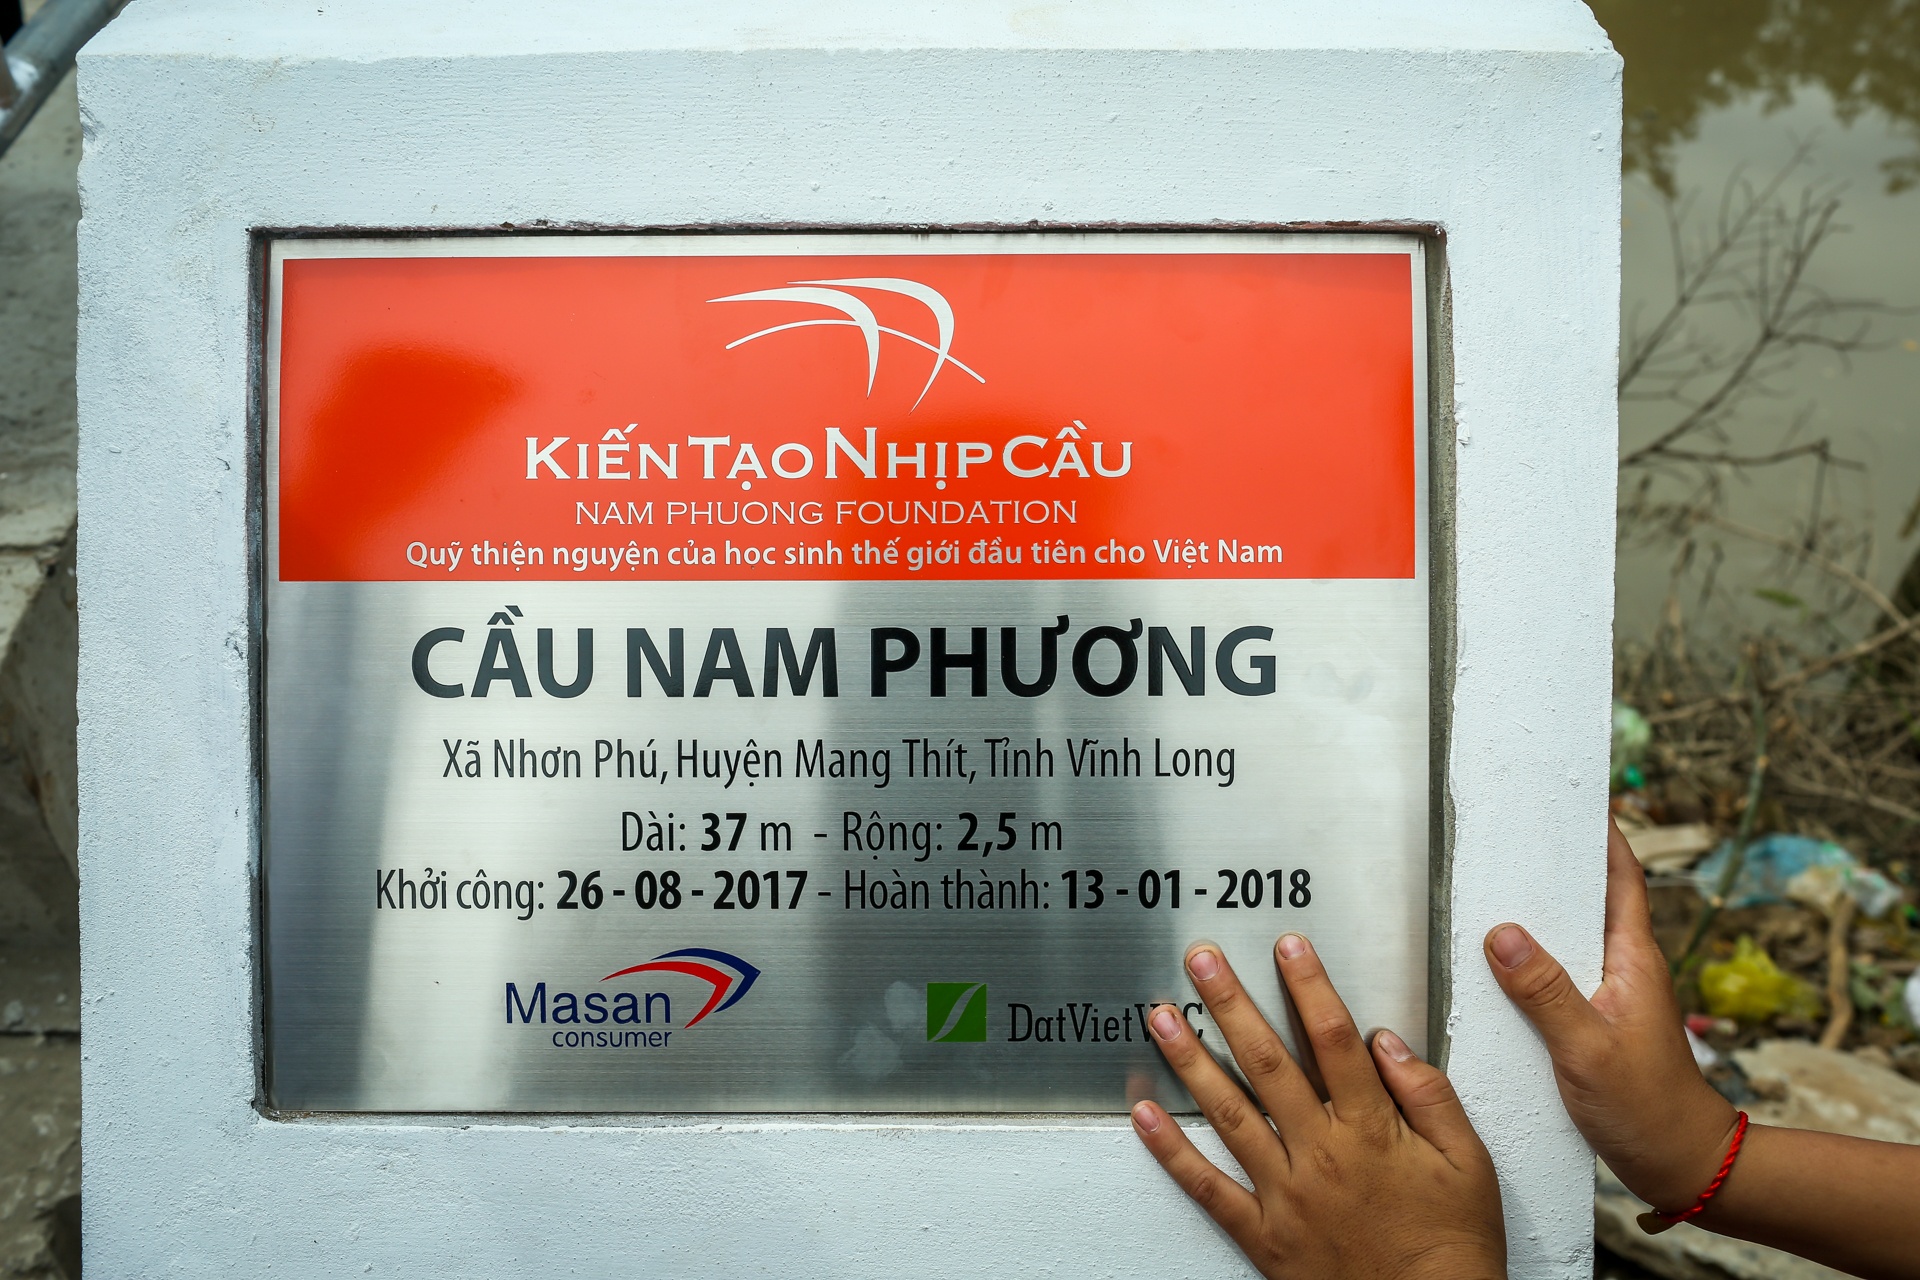 KIẾN TẠO NHỊP CẦU
NAM PHUONG FOUNDATION
Quỹ thiện nguyện của học sinh thế giới đầu tiên cho Việt Nam
CẦU NAM PHƯƠNG
Xã Nhơn Phú, Huyện Mang Thít, Tỉnh Vĩnh Long
Dài: 37 m - Rộng: 2,5 m
Khởi công: 26 - 08 - 2017 - Hoàn thành: 13 - 01 - 2018
Masan
consumer